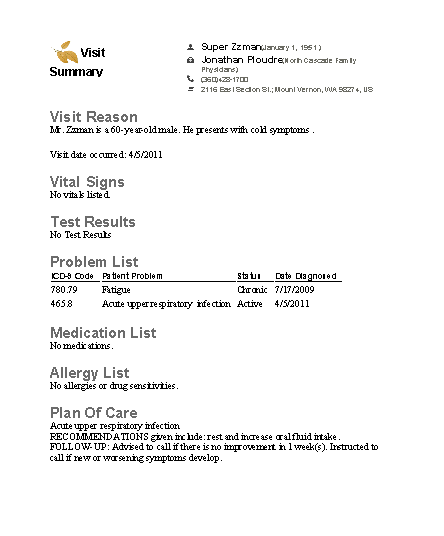 Visit
Summary
Super Zzman(January 1, 1951)
Jonathan Ploudre(North Cascade Family
Physicians)
(360)428-1700
2116 East Section St.; Mount Vernon, WA 98274, US
Visit Reason
Mr. Zzman is a 60-year-old male. He presents with cold symptoms .
Visit date occurred: 4/5/2011
Vital Signs
No vitals listed.
Test Results
No Test Results
Problem List
ICD-9 Code Patient Problem Status Date Diagnosed
780.79 Fatigue Chronic 7/17/2009
465.8 Acute upper respiratory infection Active 4/5/2011
Medication List
No medications.
Allergy List
No allergies or drug sensitivities.
Plan Of Care
Acute upper respiratory infection
RECOMMENDATIONS given include: rest and increase oral fluid intake.
FOLLOW-UP: Advised to call if there is no improvement in 1 week(s). Instructed to
call if new or worsening symptoms develop.